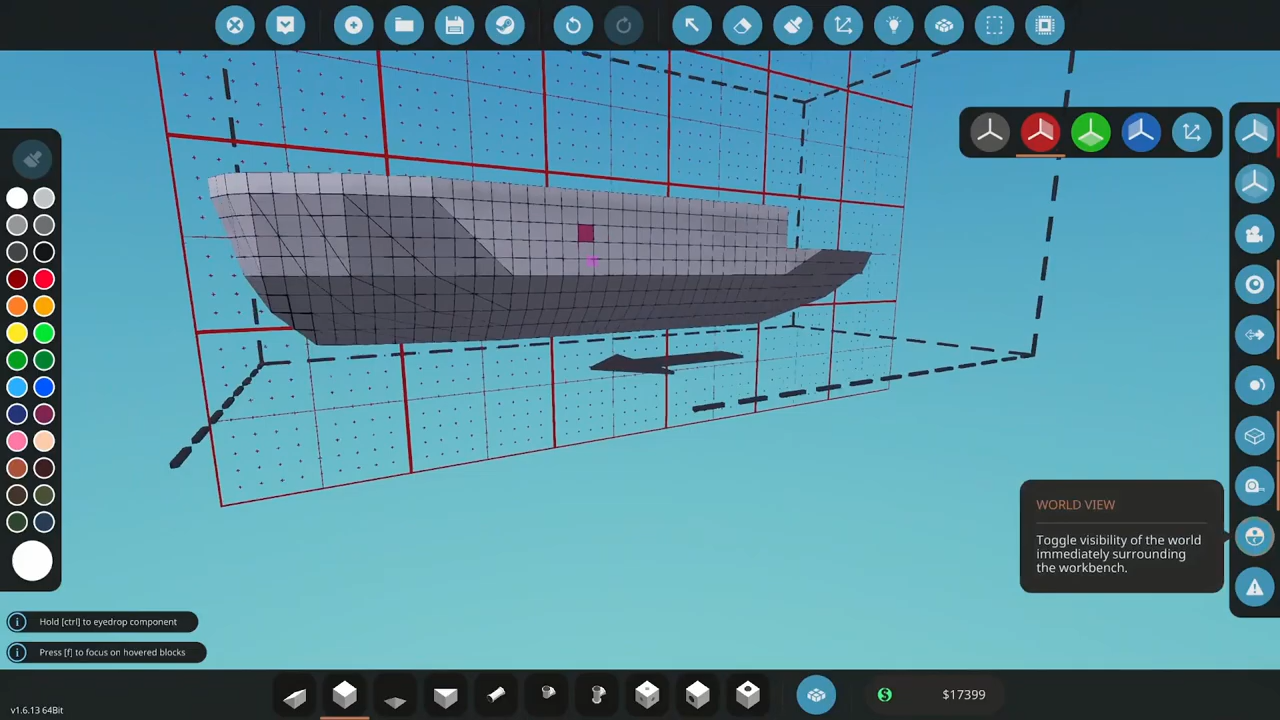 WORLD VIEW
Toggle visibility of the world
immediately surrounding
the workbench.
Hold [ctrl] to eyedrop component
Press [f] to focus on hovered blocks
$
$17399
v1.6.13 64Bit